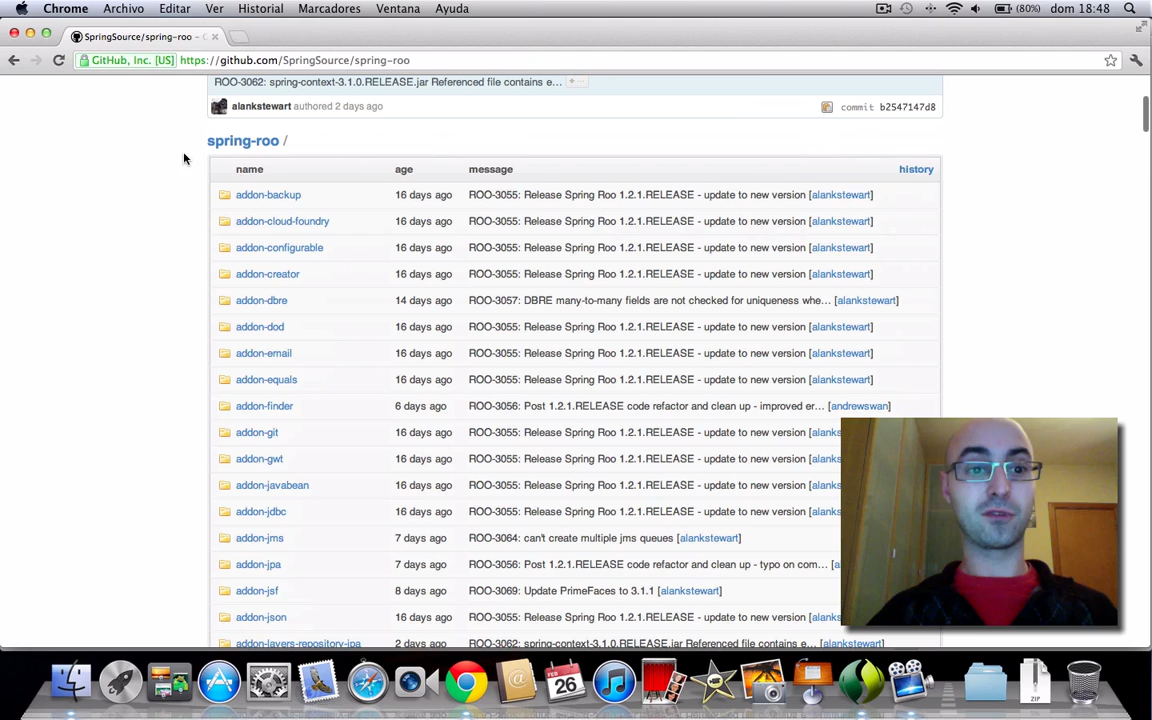 Chrome Archivo Editar Ver Historial Marcadores Ventana Ayuda (80%) dom 18:48
SpringSource/spring-roo –
GitHub, Inc. [US] https://github.com/SpringSource/spring-roo
ROO-3062: spring-context-3.1.0.RELEASE.jar Referenced file contains e…
alankstewart authored 2 days ago commit b2547147d8
spring-roo /
name age message history
addon-backup 16 days ago ROO-3055: Release Spring Roo 1.2.1.RELEASE - update to new version [alankstewart]
addon-cloud-foundry 16 days ago ROO-3055: Release Spring Roo 1.2.1.RELEASE - update to new version [alankstewart]
addon-configurable 16 days ago ROO-3055: Release Spring Roo 1.2.1.RELEASE - update to new version [alankstewart]
addon-creator 16 days ago ROO-3055: Release Spring Roo 1.2.1.RELEASE - update to new version [alankstewart]
addon-dbre 14 days ago ROO-3057: DBRE many-to-many fields are not checked for uniqueness whe… [alankstewart]
addon-dod 16 days ago ROO-3055: Release Spring Roo 1.2.1.RELEASE - update to new version [alankstewart]
addon-email 16 days ago ROO-3055: Release Spring Roo 1.2.1.RELEASE - update to new version [alankstewart]
addon-equals 16 days ago ROO-3055: Release Spring Roo 1.2.1.RELEASE - update to new version [alankstewart]
addon-finder 6 days ago ROO-3056: Post 1.2.1.RELEASE code refactor and clean up - improved er… [andrewswan]
addon-git 16 days ago ROO-3055: Release Spring Roo 1.2.1.RELEASE - update to new version [alanks
addon-gwt 16 days ago ROO-3055: Release Spring Roo 1.2.1.RELEASE - update to new version [alanks
addon-javabean 16 days ago ROO-3055: Release Spring Roo 1.2.1.RELEASE - update to new version [alanks
addon-jdbc 16 days ago ROO-3055: Release Spring Roo 1.2.1.RELEASE - update to new version [alanks
addon-jms 7 days ago ROO-3064: can't create multiple jms queues [alankstewart]
addon-jpa 7 days ago ROO-3056: Post 1.2.1.RELEASE code refactor and clean up - typo on com… [a
addon-jsf 8 days ago ROO-3069: Update PrimeFaces to 3.1.1 [alankstewart]
addon-json 16 days ago ROO-3055: Release Spring Roo 1.2.1.RELEASE - update to new version [alanks
addon-layers-repository-jpa 2 days ago ROO-3062: spring-context-3.1.0.RELEASE.jar Referenced file contains e… [alankstewart]
FEB
26
ZIP